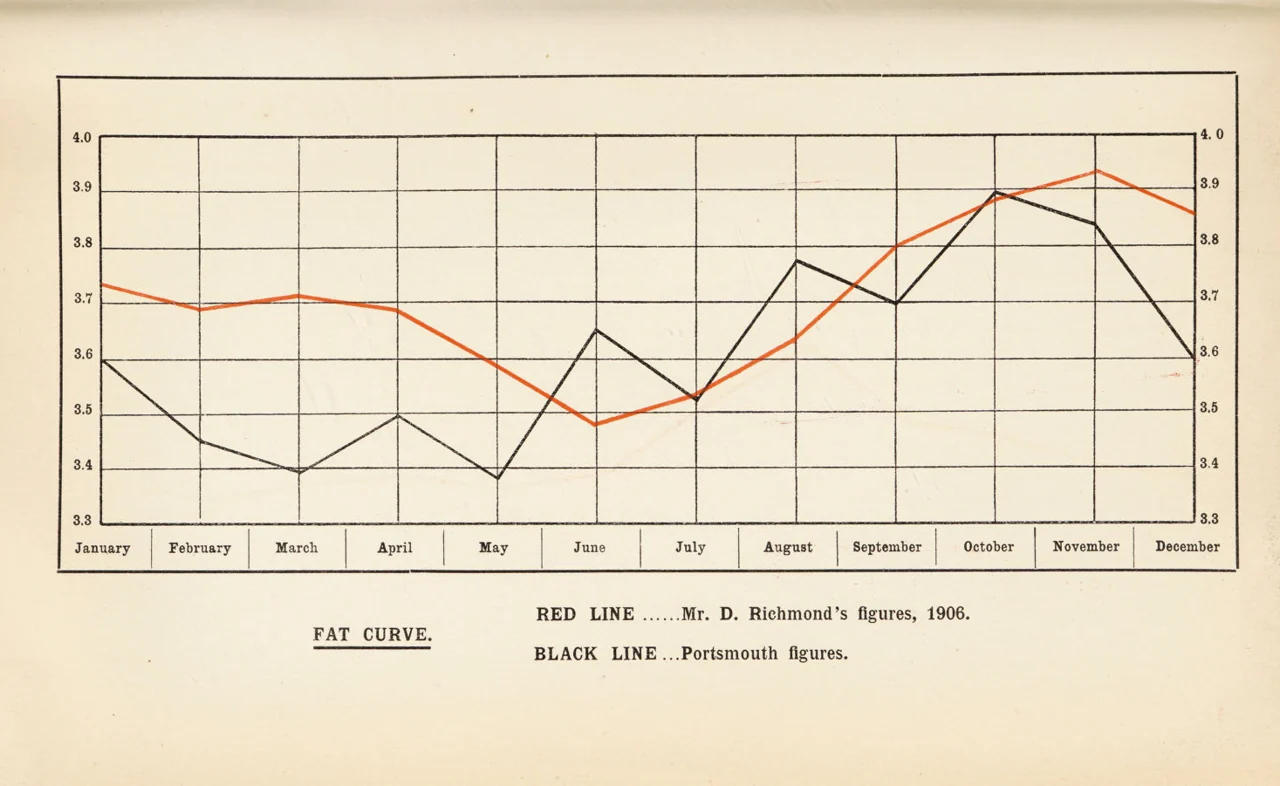 4.0 4. 0
3.9 3.9
3.8 3.8
3.7 3.7
3.6 3.6
3.5 3.5
3.4 3.4
3.3 3.3
January February March April May June July August September October November December
FAT CURVE.
RED LINE ......Mr. D. Richmond's figures, 1906.
BLACK LINE ...Portsmouth figures.